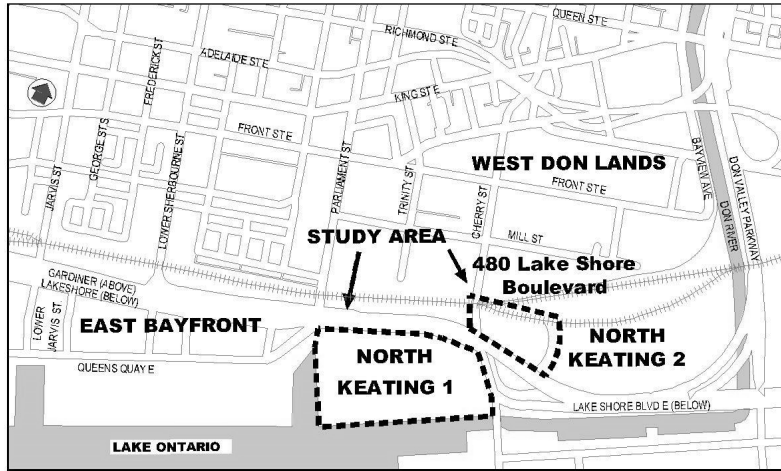 QUEEN ST E
RICHMOND ST E
ADELAIDE ST E
FREDERICK ST
KING ST E
GEORGE ST S
FRONT ST E
LOWER SHERBOURNE ST
JARVIS ST
PARLIAMENT ST
TRINITY ST
CHERRY ST
WEST DON LANDS
FRONT ST E
BAYVIEW AVE
DON RIVER
DON VALLEY PARKWAY
MILL ST
STUDY AREA
480 Lake Shore
Boulevard
GARDINER (ABOVE)
LAKESHORE (BELOW)
LOWER
JARVIS ST.
EAST BAYFRONT
NORTH
KEATING 1
NORTH
KEATING 2
QUEENS QUAY E
LAKE SHORE BLVD E (BELOW)
LAKE ONTARIO